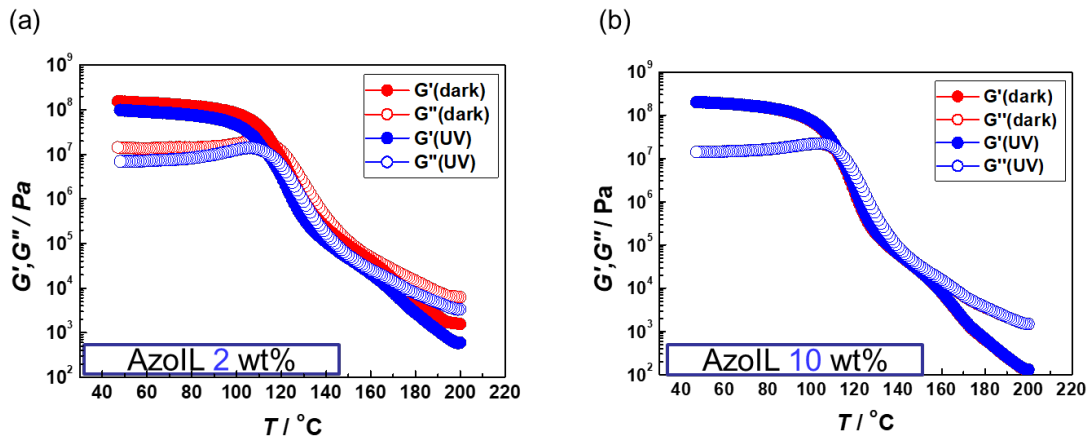 (a)
(b)
10⁹
10⁸
10⁷
10⁶
10⁵
10⁴
10³
10²
G',G" / Pa
G'(dark)
G"(dark)
G'(UV)
G"(UV)
AzoIL 2 wt%
40 60 80 100 120 140 160 180 200 220
T / °C
10⁹
10⁸
10⁷
10⁶
10⁵
10⁴
10³
10²
G',G" / Pa
G'(dark)
G"(dark)
G'(UV)
G"(UV)
AzoIL 10 wt%
40 60 80 100 120 140 160 180 200 220
T / °C